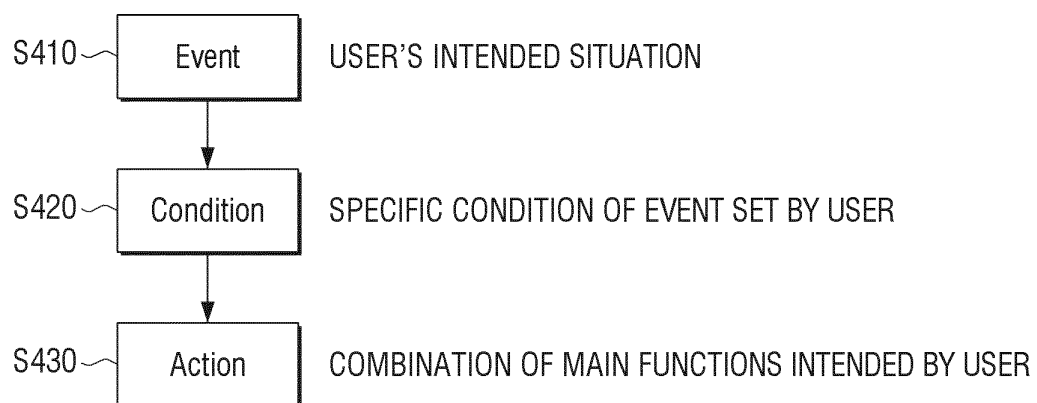 S410 Event USER'S INTENDED SITUATION
S420 Condition SPECIFIC CONDITION OF EVENT SET BY USER
S430 Action COMBINATION OF MAIN FUNCTIONS INTENDED BY USER